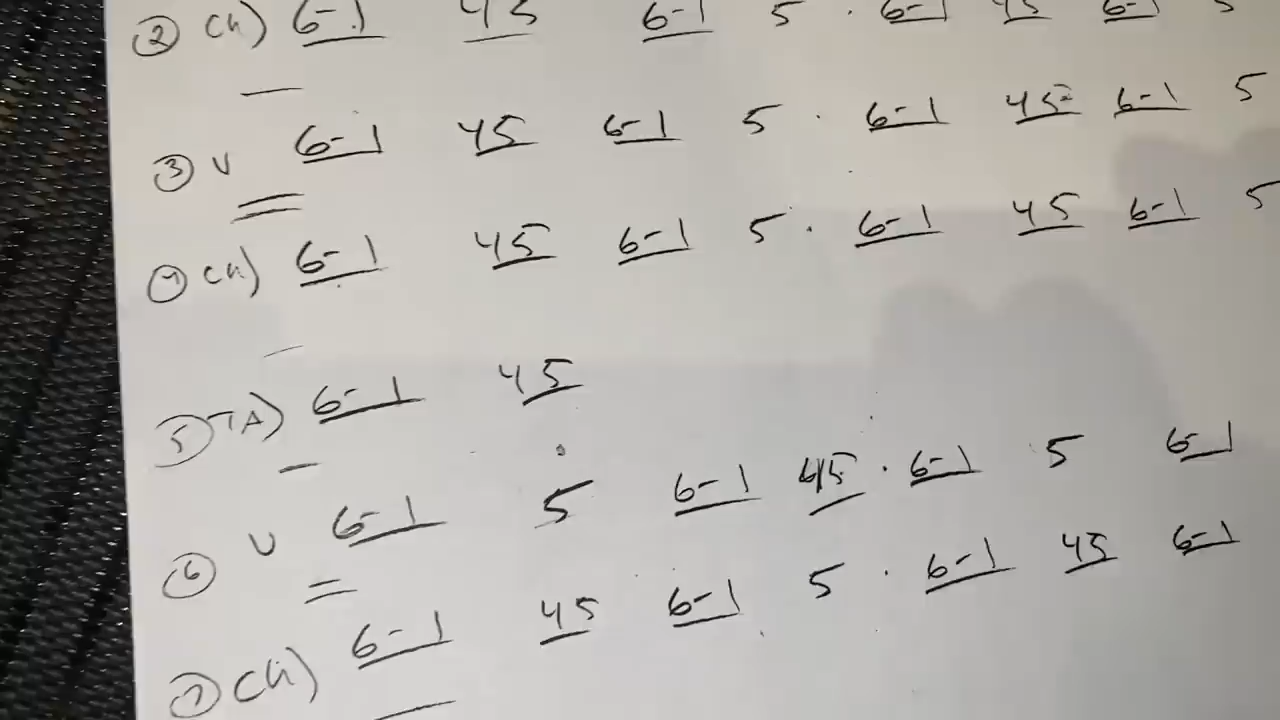 ② CH) 6-1 45 6-1 5 . 6-1 45 6-1 5
③ V 6-1 45 6-1 5 . 6-1 45 6-1 5
④ CH) 6-1 45 6-1 5 . 6-1 45 6-1 5
⑤ TA) 6-1 45
⑥ V 6-1 5 6-1 45 . 6-1 5 6-1
⑦ CH) 6-1 45 6-1 5 . 6-1 45 6-1